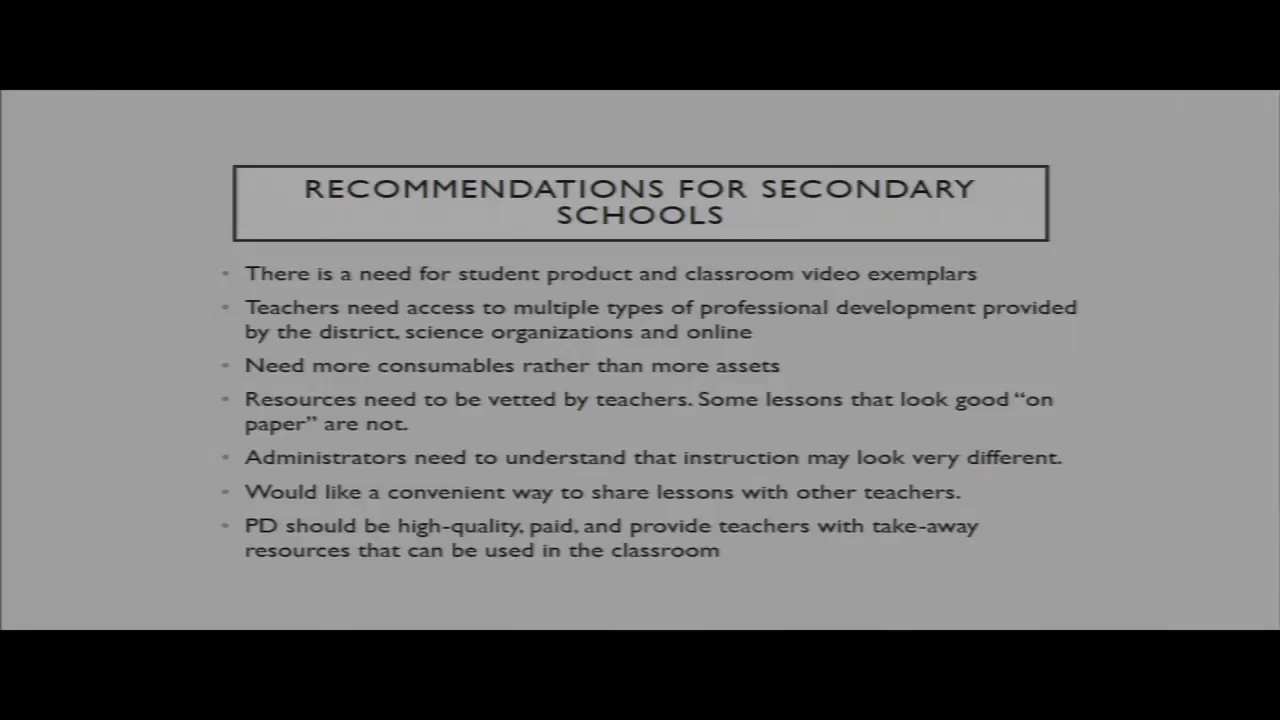 RECOMMENDATIONS FOR SECONDARY
SCHOOLS
• There is a need for student product and classroom video exemplars
• Teachers need access to multiple types of professional development provided
by the district, science organizations and online
• Need more consumables rather than more assets
• Resources need to be vetted by teachers. Some lessons that look good “on
paper” are not.
• Administrators need to understand that instruction may look very different.
• Would like a convenient way to share lessons with other teachers.
• PD should be high-quality, paid, and provide teachers with take-away
resources that can be used in the classroom